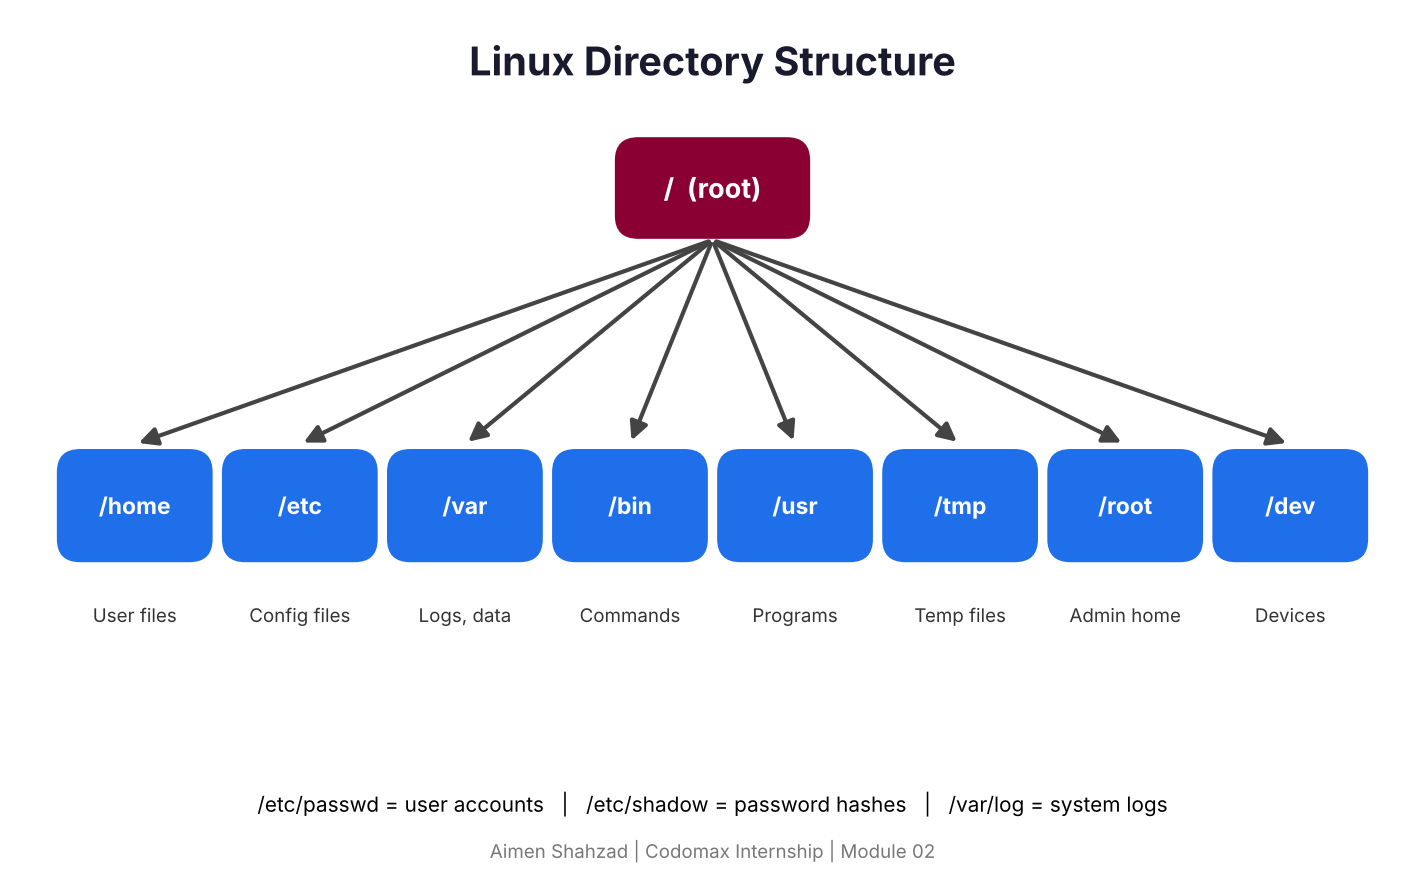 Linux Directory Structure
/ (root)
/home /etc /var /bin /usr /tmp /root /dev
User files Config files Logs, data Commands Programs Temp files Admin home Devices
/etc/passwd = user accounts | /etc/shadow = password hashes | /var/log = system logs
Aimen Shahzad | Codomax Internship | Module 02